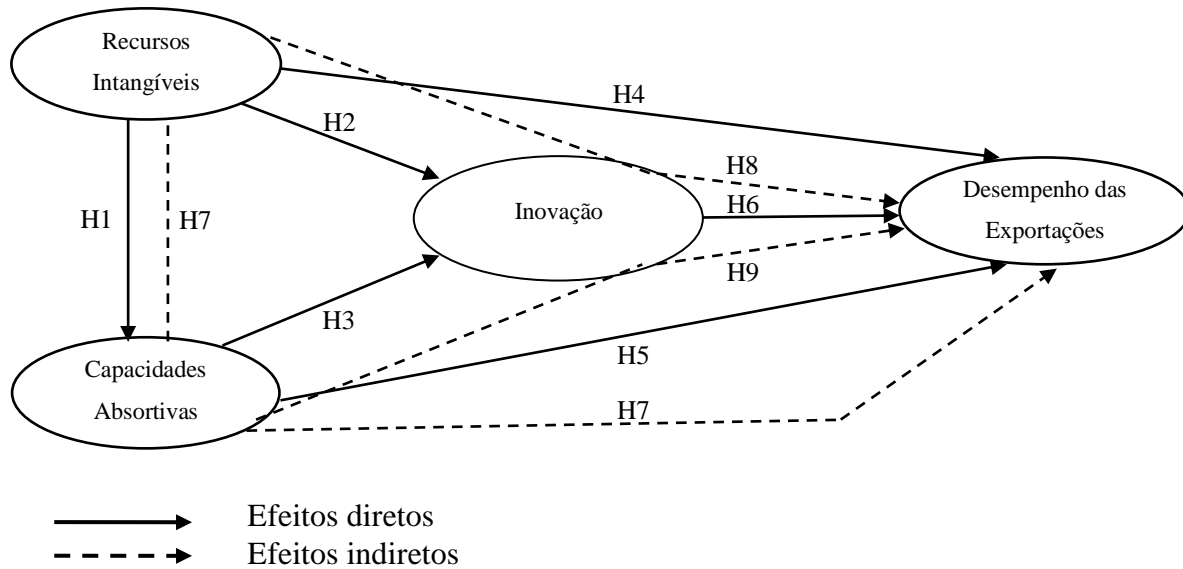 Recursos
Intangíveis
H4
H2
H8
Desempenho das
Exportações
Inovação
H6
H1
H7
H9
H3
H5
Capacidades
Absortivas
H7
Efeitos diretos
Efeitos indiretos